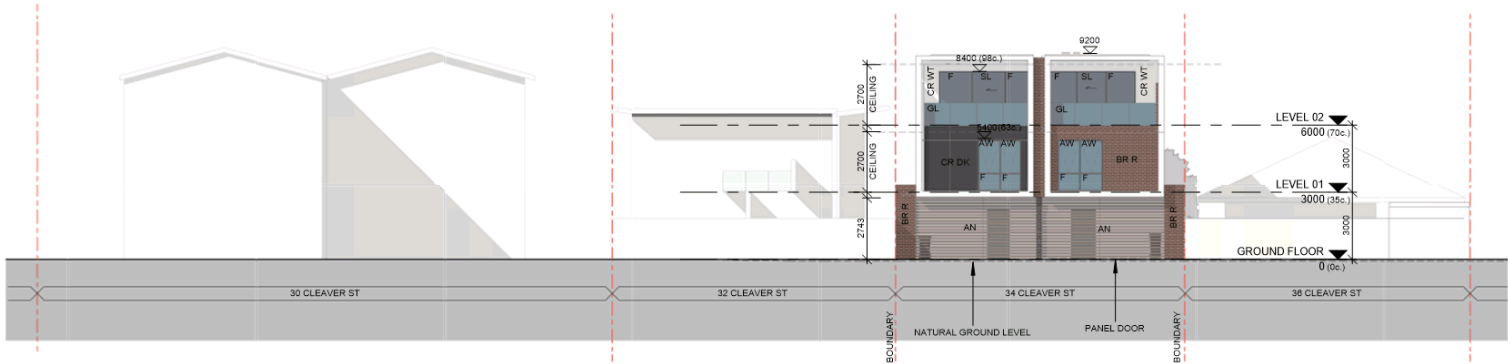 9200
8400 (98c.)
CR WT
F
SL
F
F
SL
F
CR WT
2700
CEILING
GL
GL
LEVEL 02
6000 (70c.)
5400(63c.)
2700
CEILING
CR DK
AW
AW
F
F
AW
AW
F
F
BR R
3000
LEVEL 01
3000 (35c.)
2743
BR R
AN
AN
BR R
3000
GROUND FLOOR
0 (0c.)
30 CLEAVER ST
32 CLEAVER ST
34 CLEAVER ST
36 CLEAVER ST
BOUNDARY
NATURAL GROUND LEVEL
PANEL DOOR
BOUNDARY